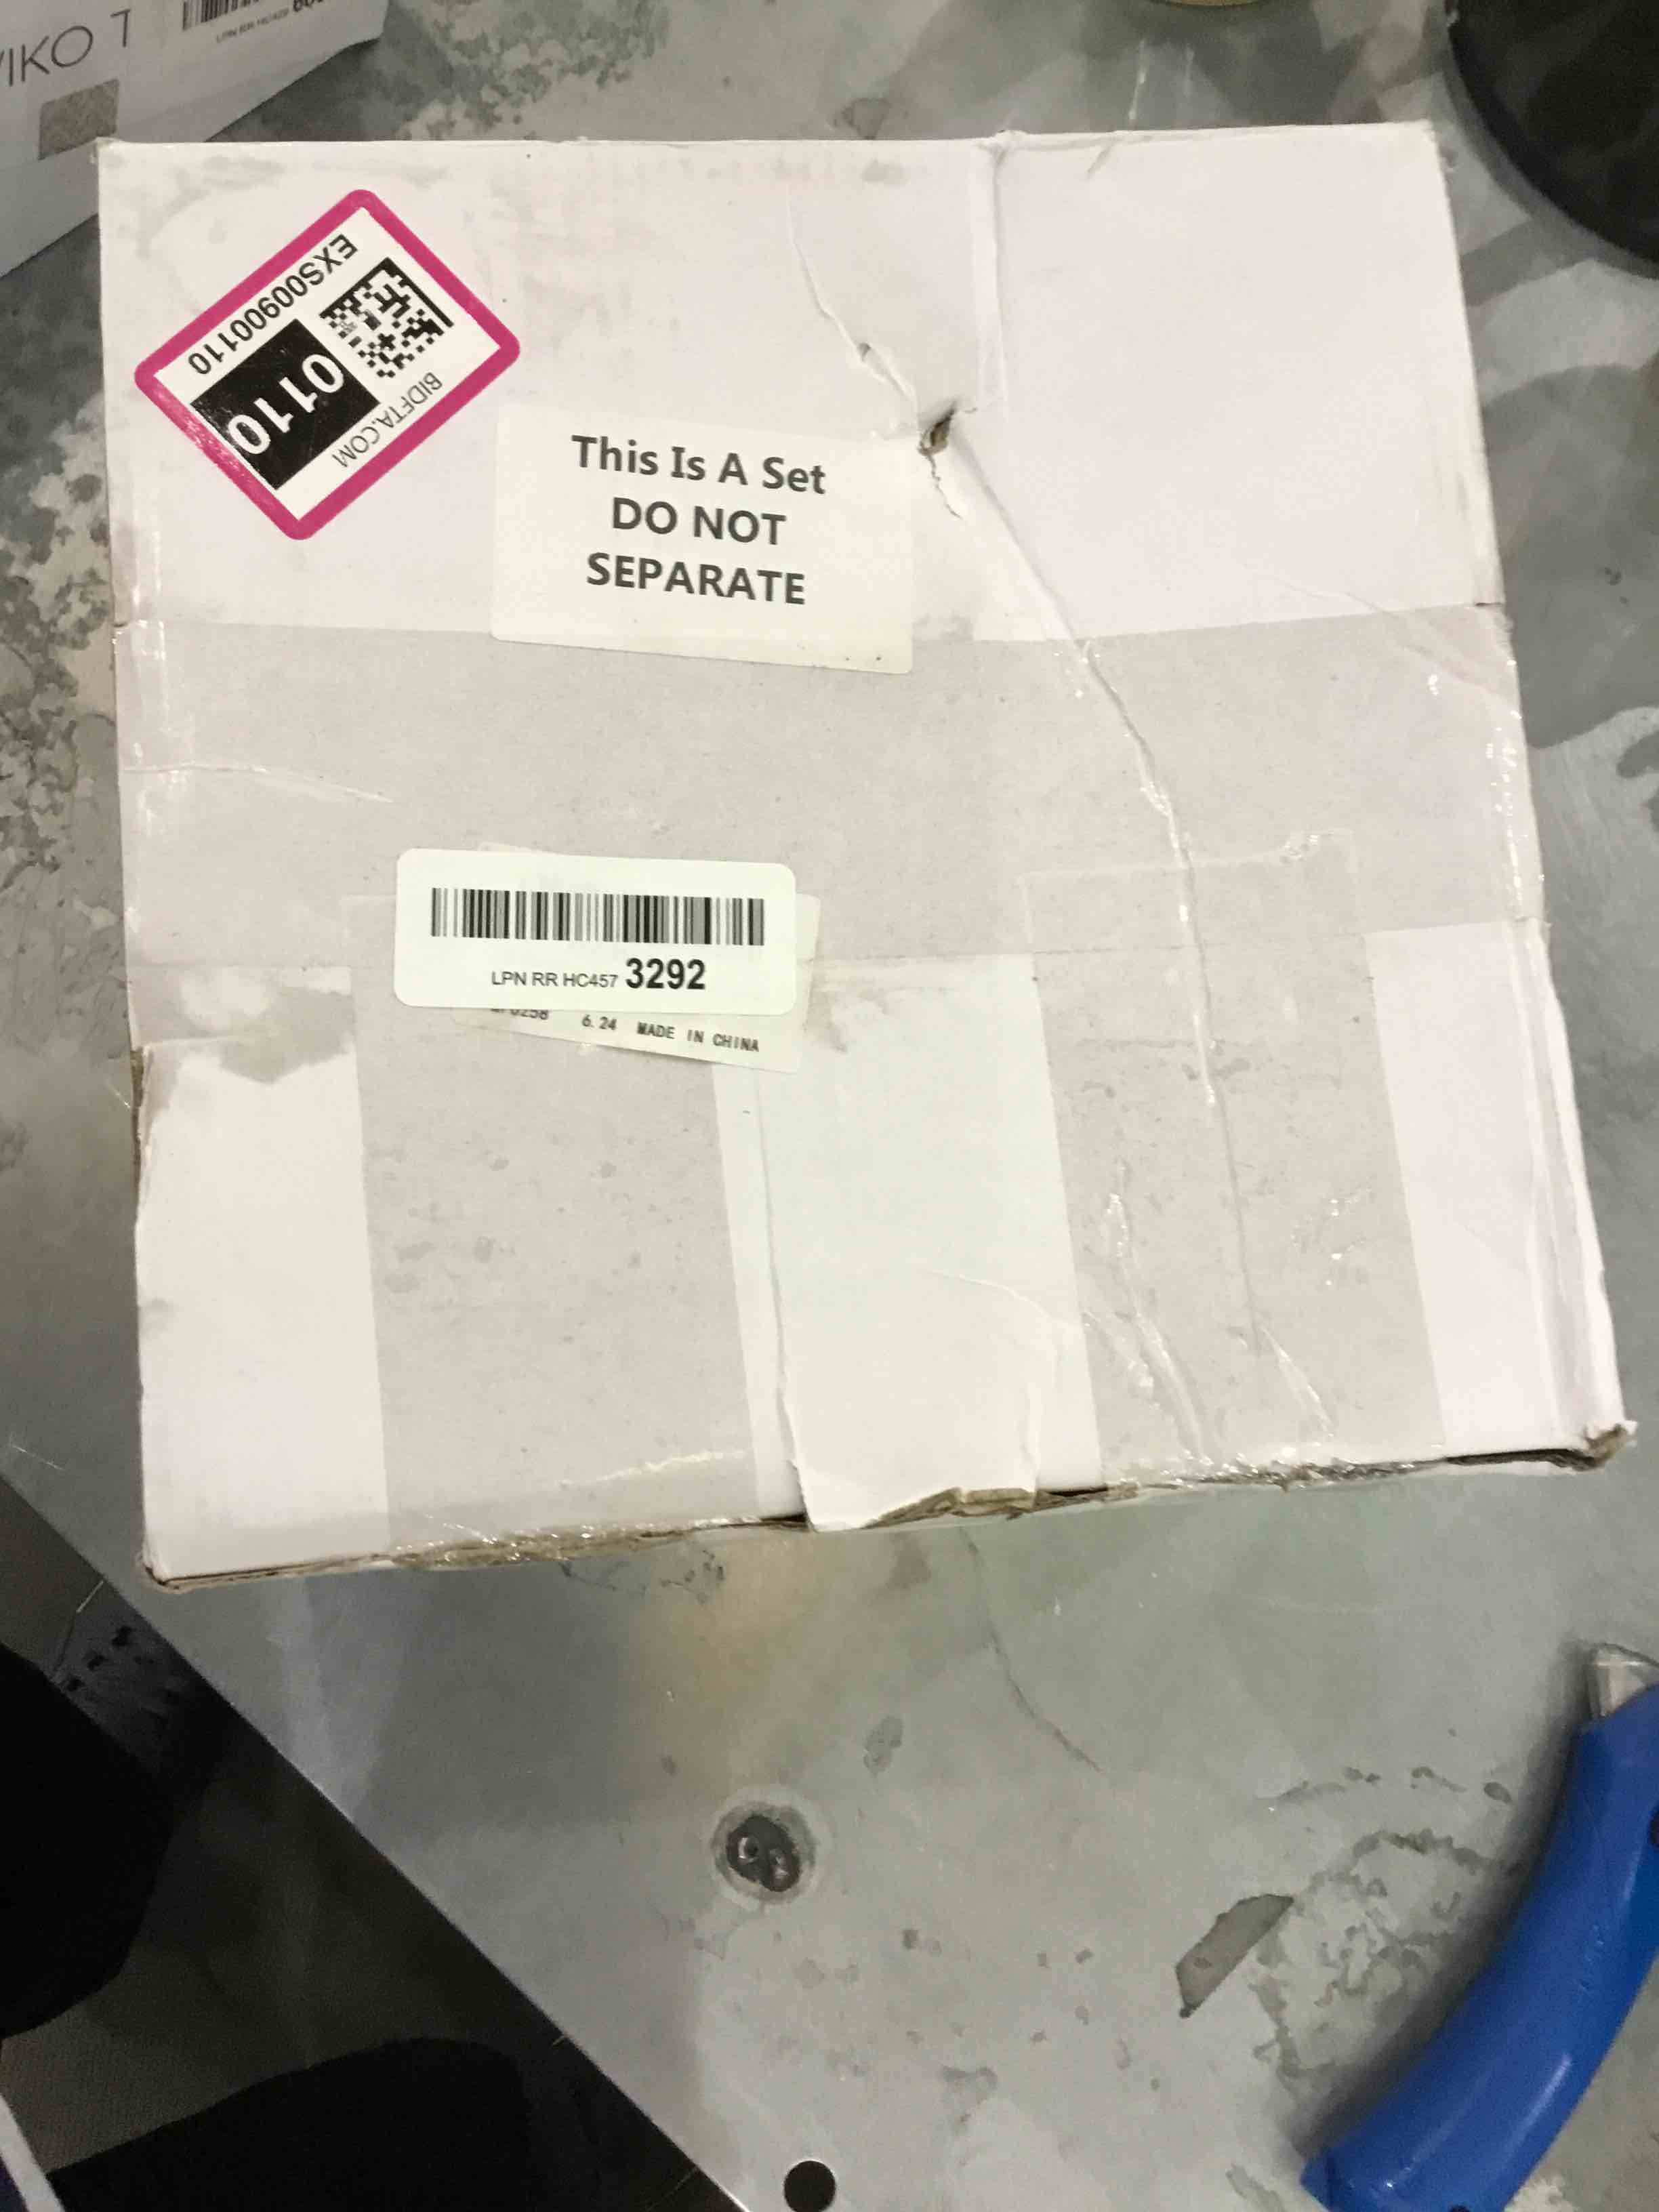 EXS00900110
0110
BIDFTA.COM
This Is A Set
DO NOT
SEPARATE
LPN RR HC457 3292
6.24 MADE IN CHINA